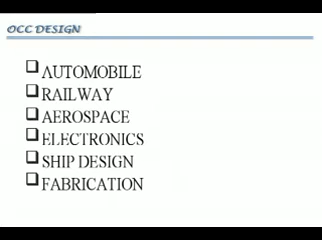 OCC DESIGN
AUTOMOBILE
RAILWAY
AEROSPACE
ELECTRONICS
SHIP DESIGN
FABRICATION